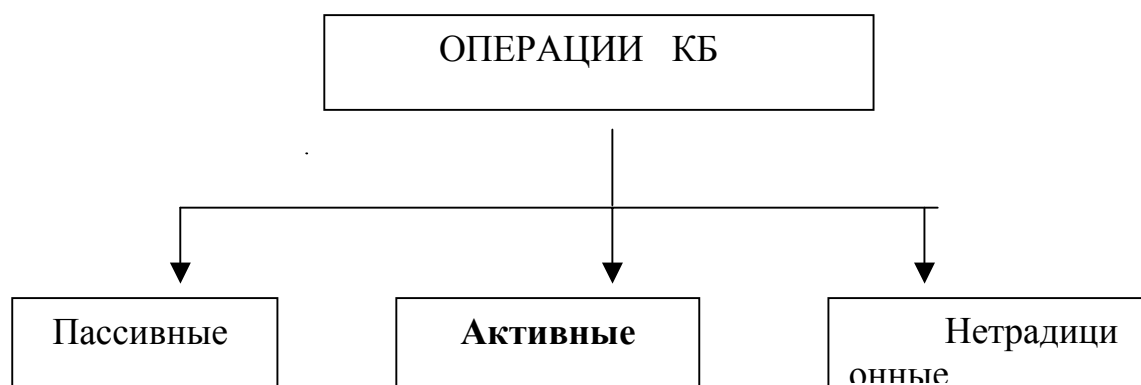 ОПЕРАЦИИ КБ
Пассивные
Активные
Нетрадици
онные